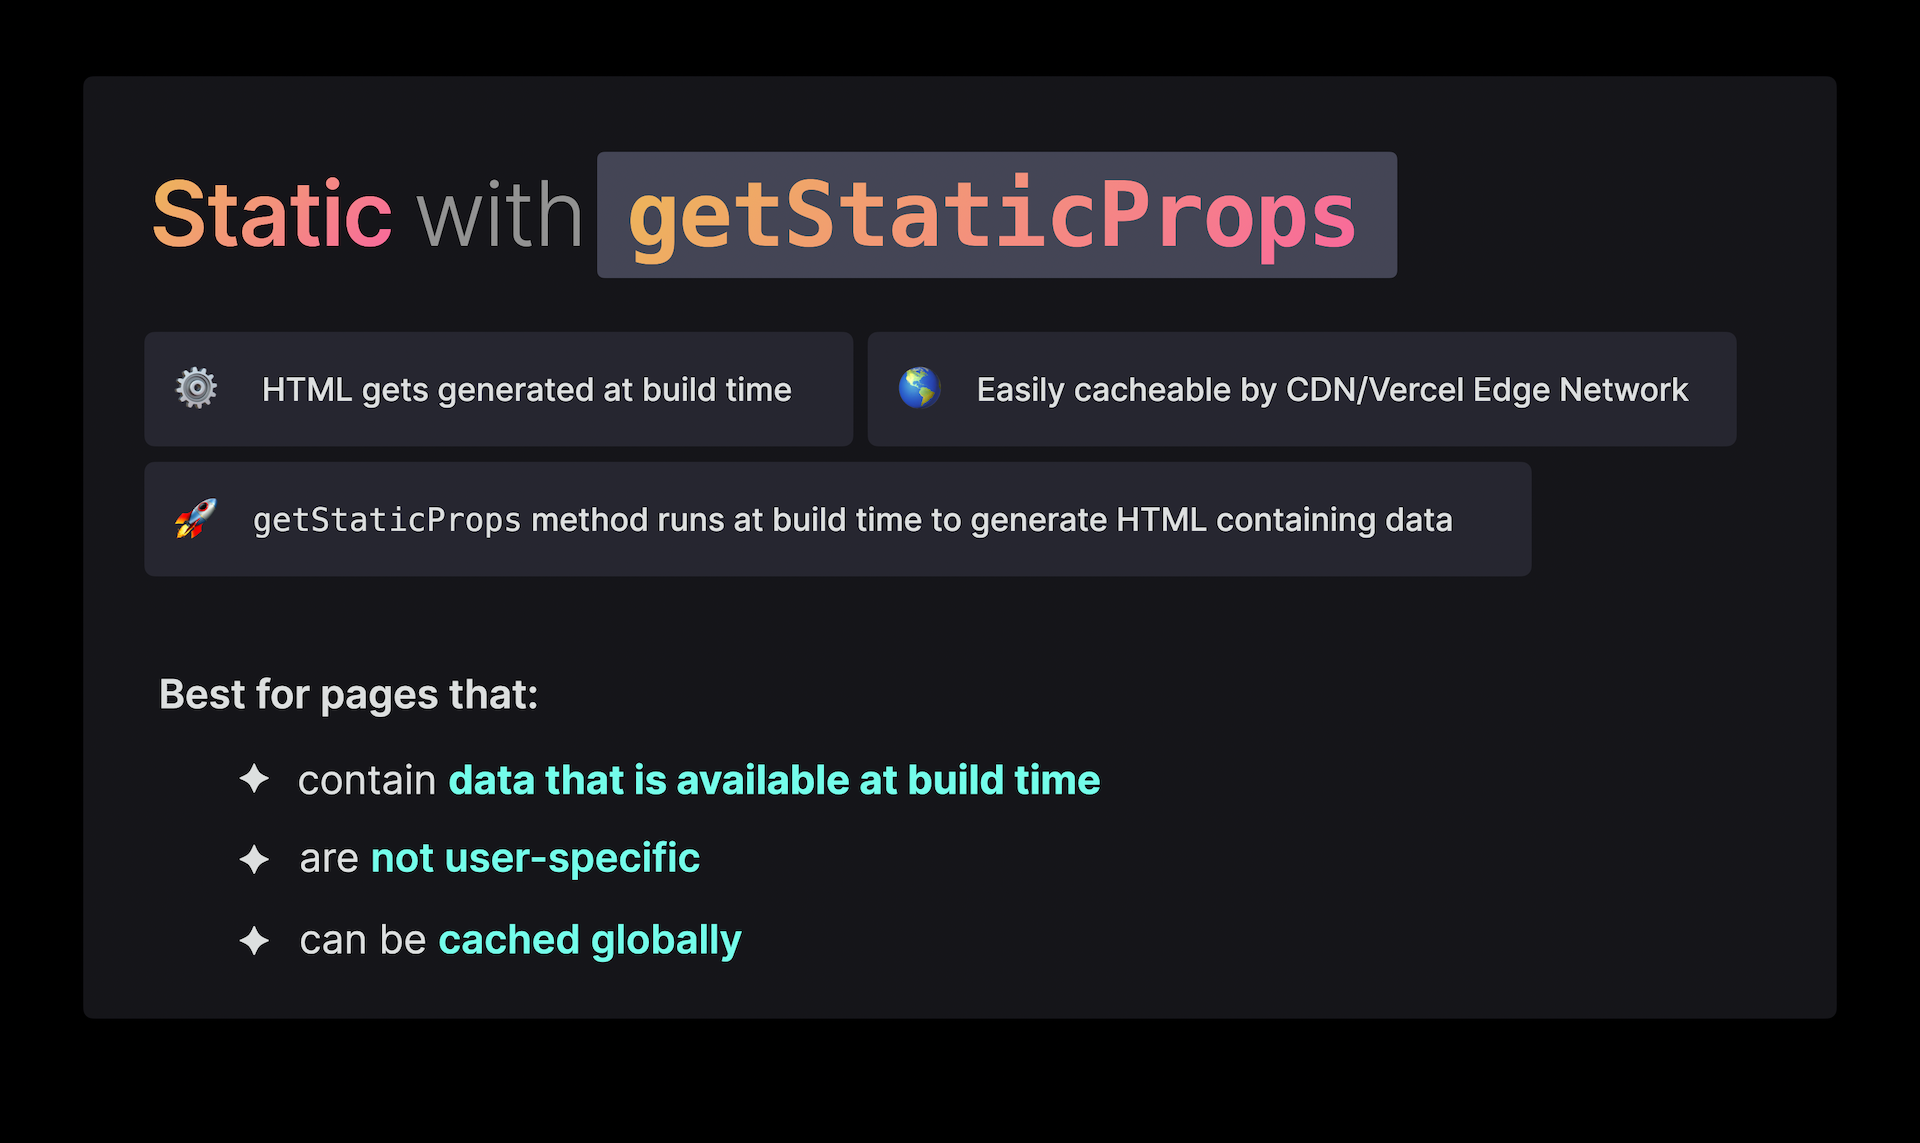 Static with getStaticProps
HTML gets generated at build time
Easily cacheable by CDN/Vercel Edge Network
getStaticProps method runs at build time to generate HTML containing data
Best for pages that:
contain data that is available at build time
are not user-specific
can be cached globally